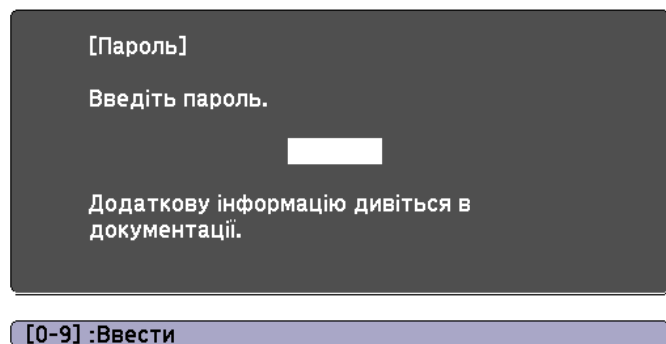 [Пароль]
Введіть пароль.
Додаткову інформацію дивіться в
документації.
[0-9] :Ввести